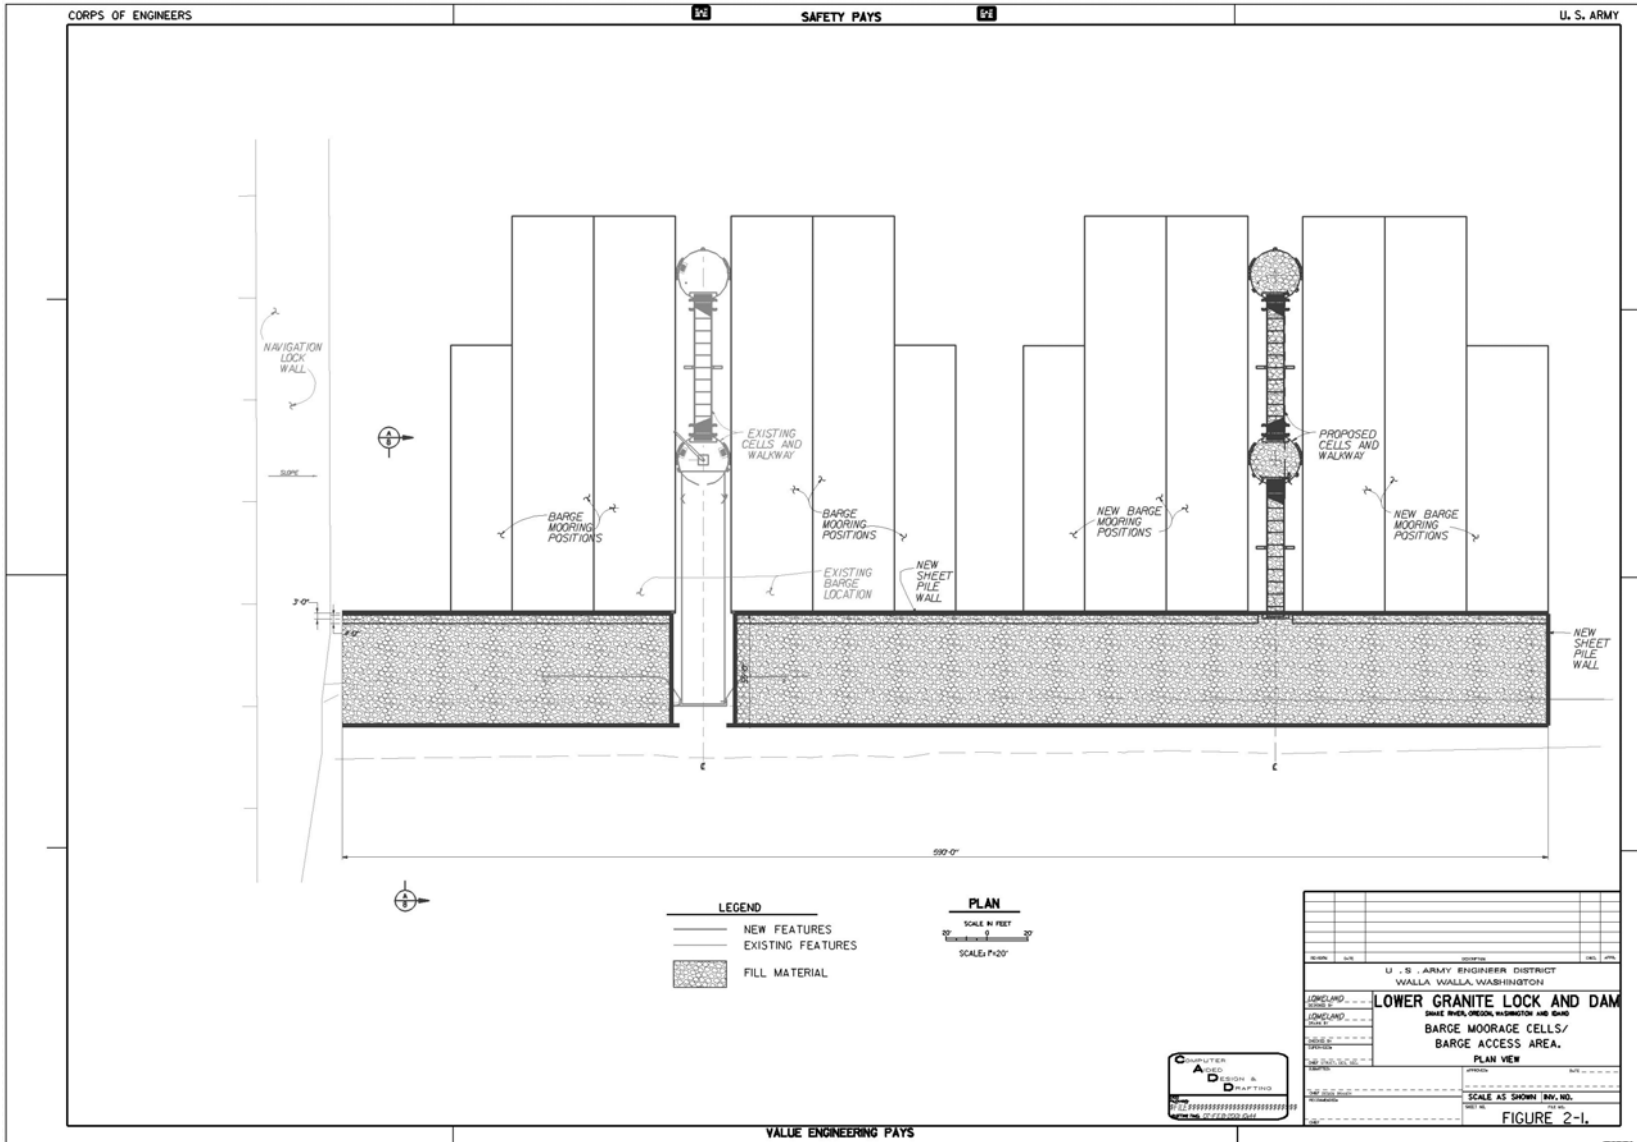 CORPS OF ENGINEERS
SAFETY PAYS
U. S. ARMY
NAVIGATION
LOCK
WALL
A
B
SLOPE
EXISTING
CELLS AND
WALKWAY
PROPOSED
CELLS AND
WALKWAY
BARGE
MOORING
POSITIONS
BARGE
MOORING
POSITIONS
NEW BARGE
MOORING
POSITIONS
NEW BARGE
MOORING
POSITIONS
EXISTING
BARGE
LOCATION
NEW
SHEET
PILE
WALL
3'-0"
4'-0"
NEW
SHEET
PILE
WALL
690'-0"
A
B
LEGEND
NEW FEATURES
EXISTING FEATURES
FILL MATERIAL
PLAN
SCALE IN FEET
20' 0 20'
SCALE: 1"=20'
U . S . ARMY ENGINEER DISTRICT
WALLA WALLA, WASHINGTON
LOMELAND
LOMELAND
LOWER GRANITE LOCK AND DAM
SNAKE RIVER, OREGON, WASHINGTON AND IDAHO
BARGE MOORAGE CELLS/
BARGE ACCESS AREA.
PLAN VIEW
SCALE AS SHOWN INV. NO.
FIGURE 2-1.
COMPUTER
AIDED
DESIGN &
DRAFTING
VALUE ENGINEERING PAYS